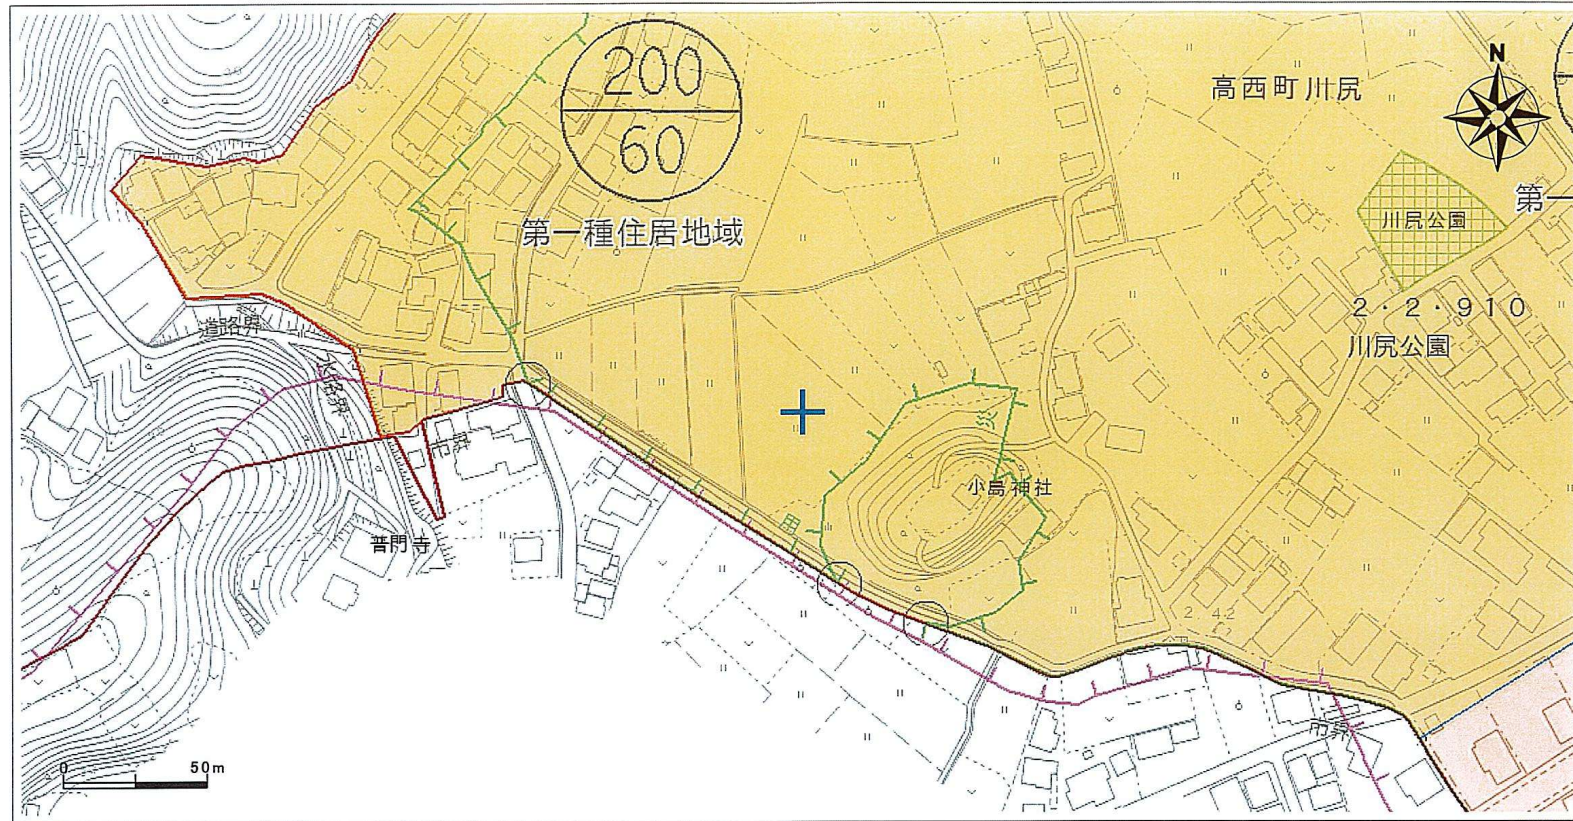 200
60
第一種住居地域
高西町川尻
N
第一
川尻公園
2・2・910
川尻公園
道路界
水路界
市界
普門寺
小島神社
242
市界
0 50m